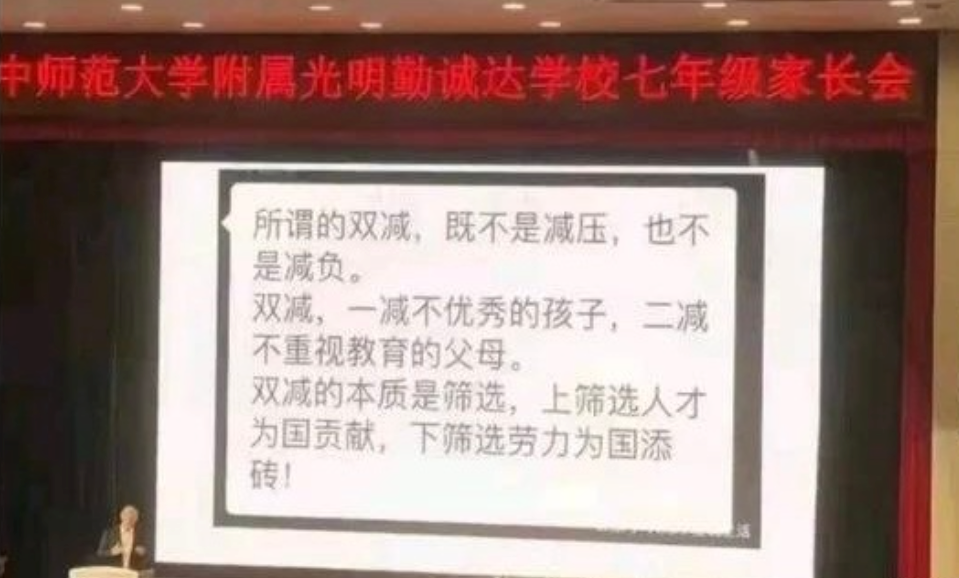 中师范大学附属光明勤诚达学校七年级家长会
所谓的双减，既不是减压，也不
是减负。
双减，一减不优秀的孩子，二减
不重视教育的父母。
双减的本质是筛选，上筛选人才
为国贡献，下筛选劳力为国添
砖！